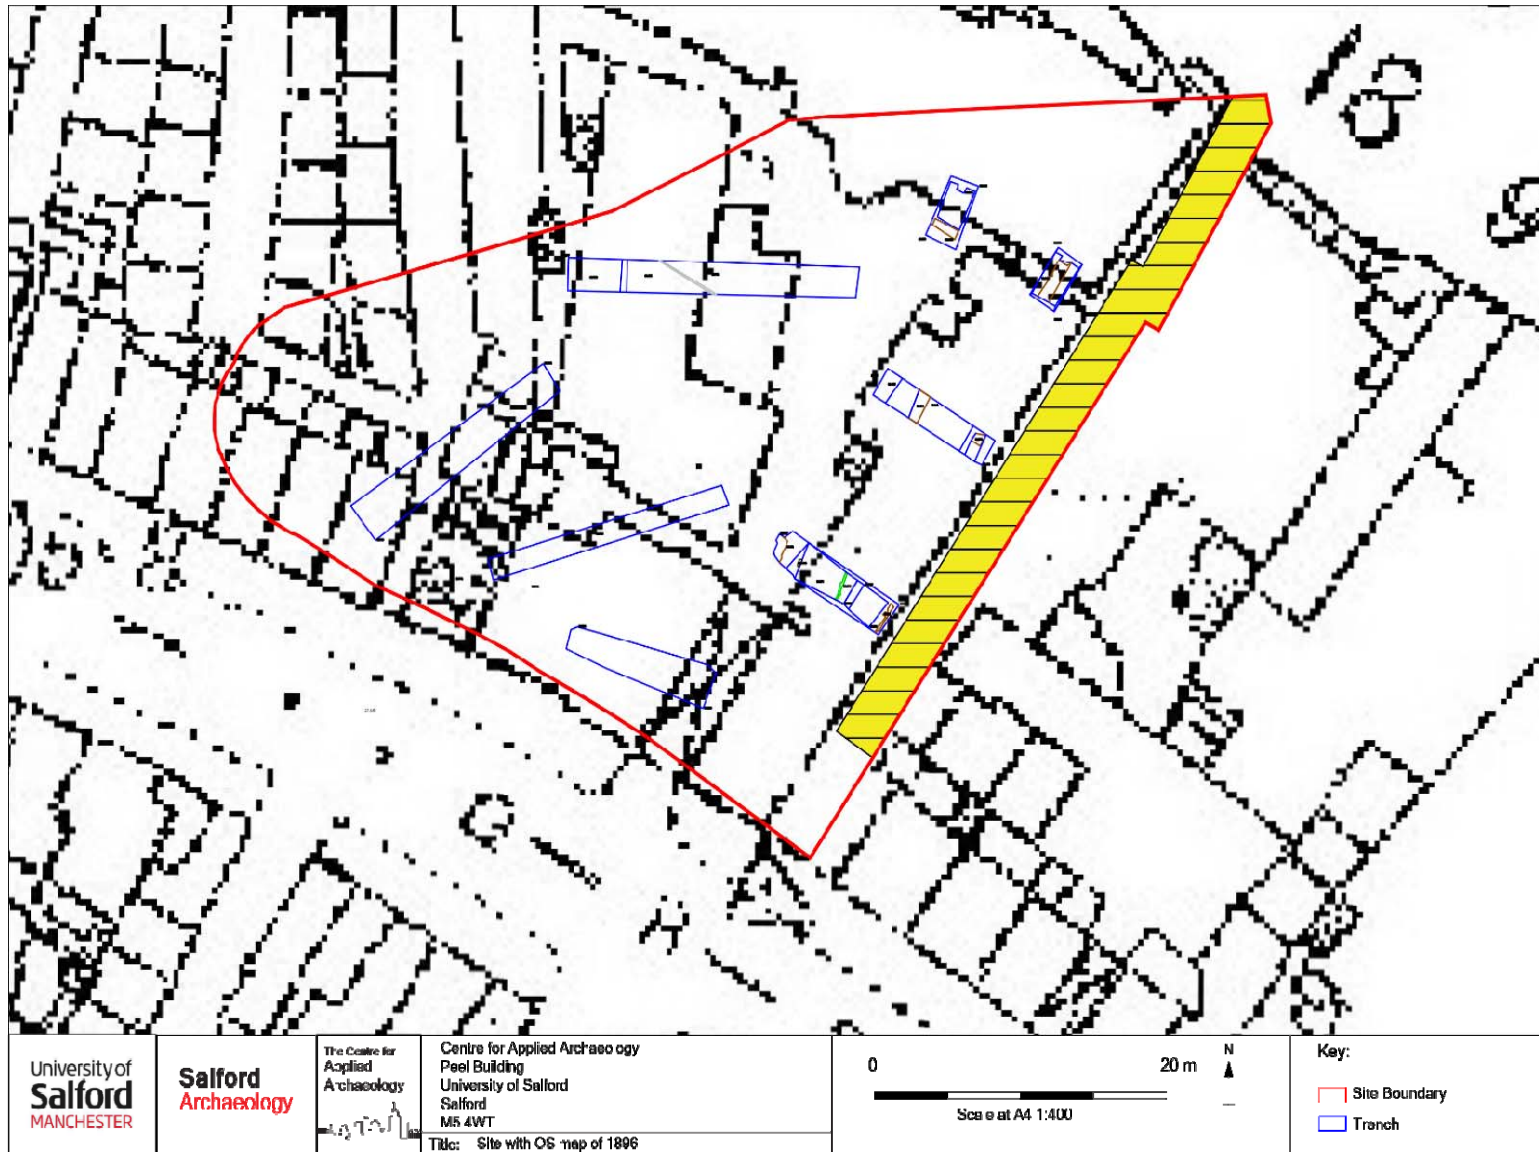 University of
Salford
MANCHESTER
Salford
Archaeology
The Centre for
Applied
Archaeology
Centre for Applied Archaeology
Peel Building
University of Salford
Salford
M5 4WT
Title: Site with OS map of 1896
0 20 m
Scale at A4 1:400
N
Key:
Site Boundary
Trench